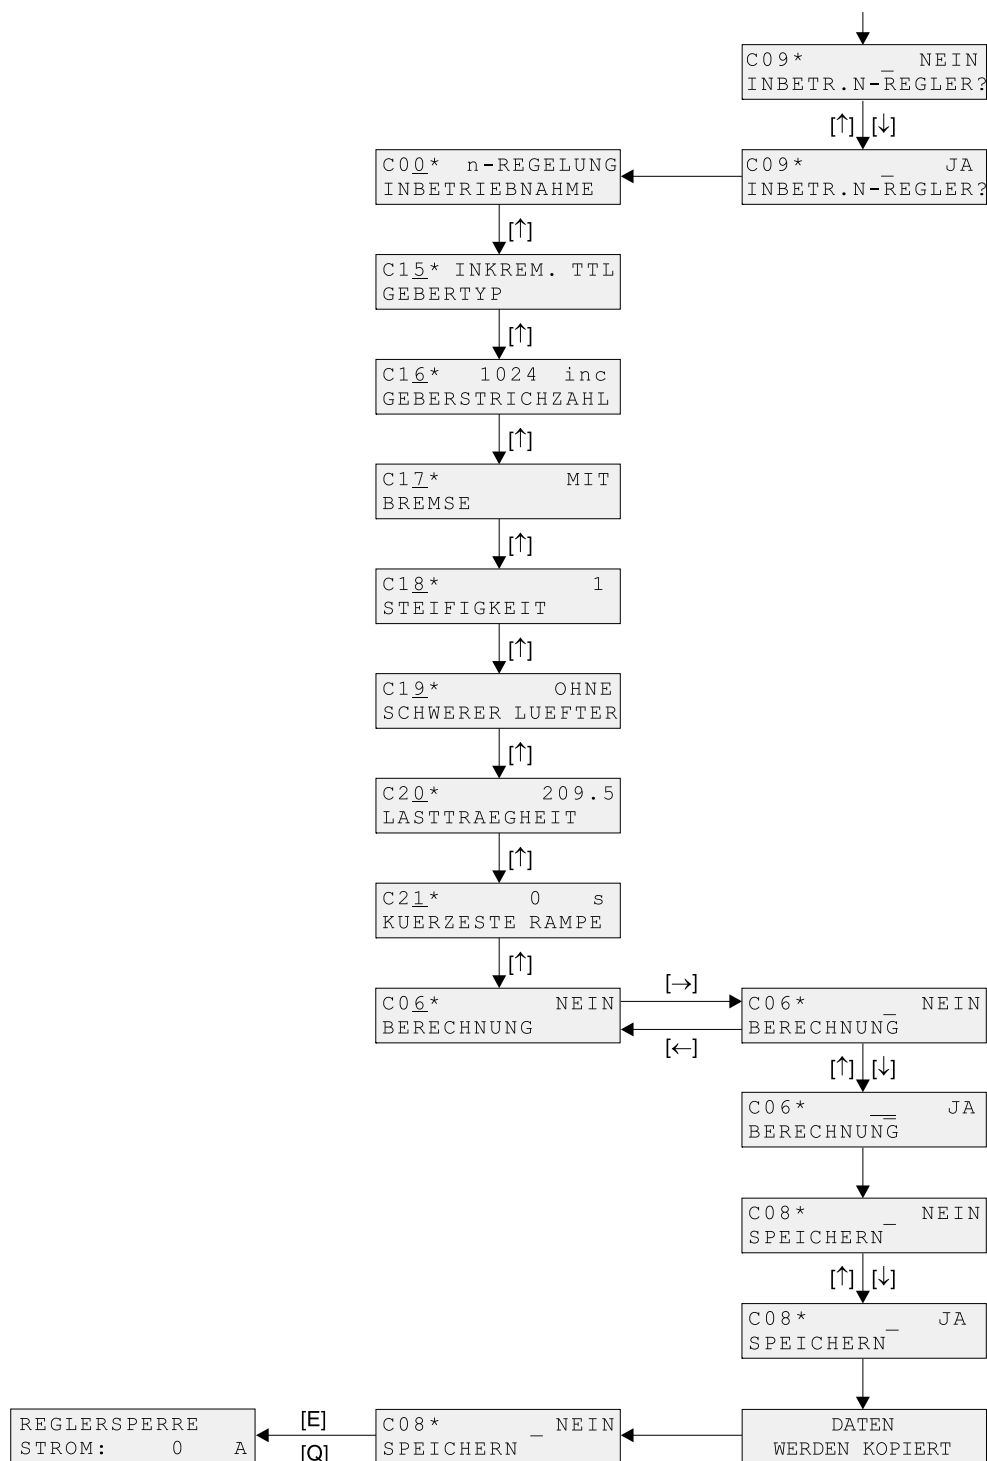 C09* _ NEIN
INBETR.N-REGLER?
[↑] [↓]
C00* n-REGELUNG
INBETRIEBNAHME
C09* _ JA
INBETR.N-REGLER?
[↑]
C15* INKREM. TTL
GEBERTYP
[↑]
C16* 1024 inc
GEBERSTRICHZAHL
[↑]
C17* MIT
BREMSE
[↑]
C18* 1
STEIFIGKEIT
[↑]
C19* OHNE
SCHWERER LUEFTER
[↑]
C20* 209.5
LASTTRAEGHEIT
[↑]
C21* 0 s
KUERZESTE RAMPE
[↑]
C06* NEIN
BERECHNUNG
[→]
[←]
C06* _ NEIN
BERECHNUNG
[↑] [↓]
C06* __ JA
BERECHNUNG
C08* _ NEIN
SPEICHERN
[↑] [↓]
C08* _ JA
SPEICHERN
DATEN
WERDEN KOPIERT
C08* _ NEIN
SPEICHERN
[E]
[Q]
REGLERSPERRE
STROM: 0 A